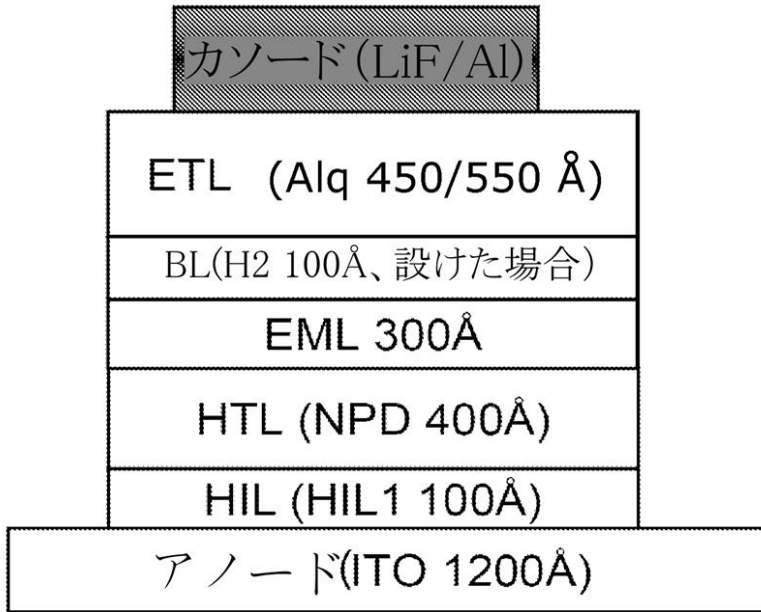 カソード(LiF/Al)
ETL (Alq 450/550 Å)
BL(H2 100Å、設けた場合)
EML 300Å
HTL (NPD 400Å)
HIL (HIL1 100Å)
アノード(ITO 1200Å)